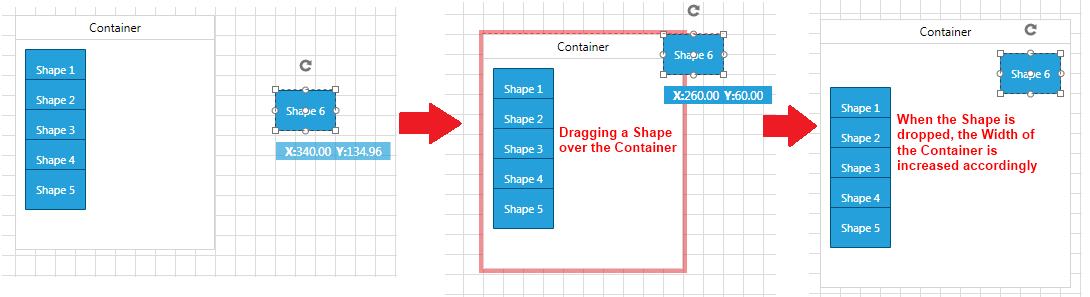 Container
Shape 1
Shape 2
Shape 3
Shape 4
Shape 5
Shape 6
X:340.00 Y:134.96
Container
Shape 6
X:260.00 Y:60.00
Shape 1
Shape 2
Shape 3
Shape 4
Shape 5
Dragging a Shape
over the Container
Container
Shape 6
Shape 1
Shape 2
Shape 3
Shape 4
Shape 5
When the Shape is
dropped, the Width of
the Container is
increased accordingly